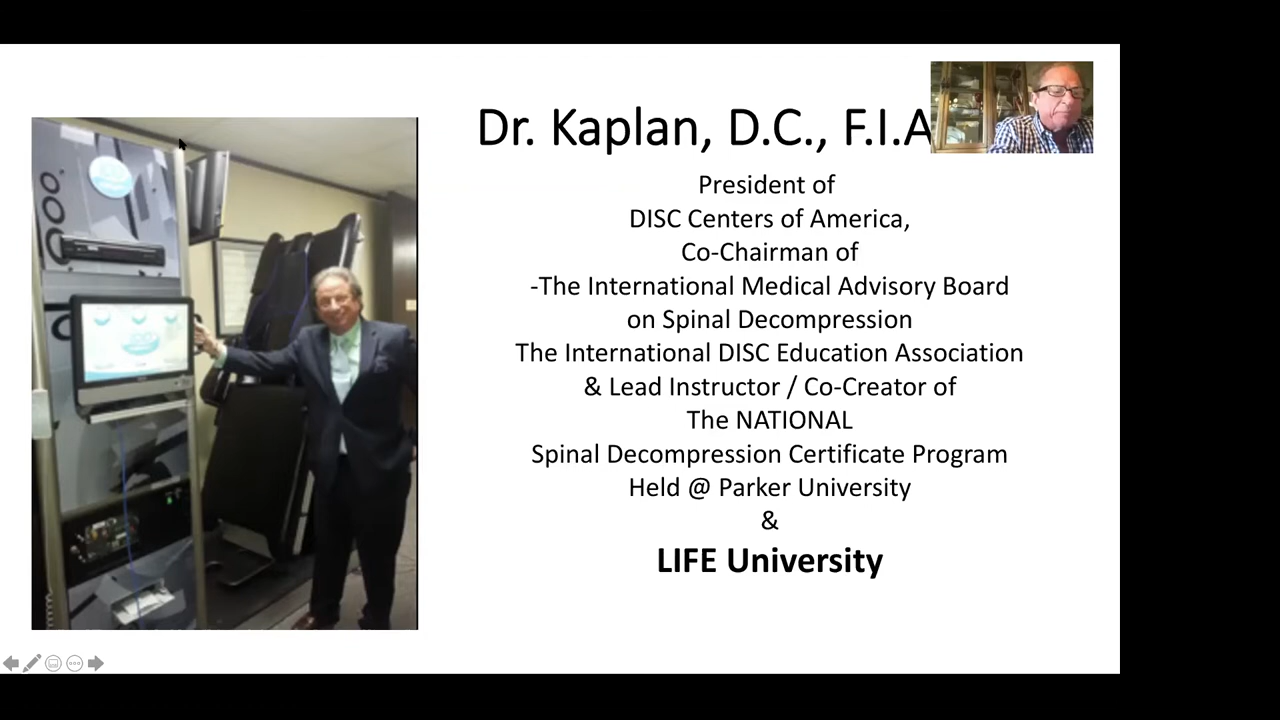 Dr. Kaplan, D.C., F.I.A
President of
DISC Centers of America,
Co-Chairman of
-The International Medical Advisory Board
on Spinal Decompression
The International DISC Education Association
& Lead Instructor / Co-Creator of
The NATIONAL
Spinal Decompression Certificate Program
Held @ Parker University
&
LIFE University